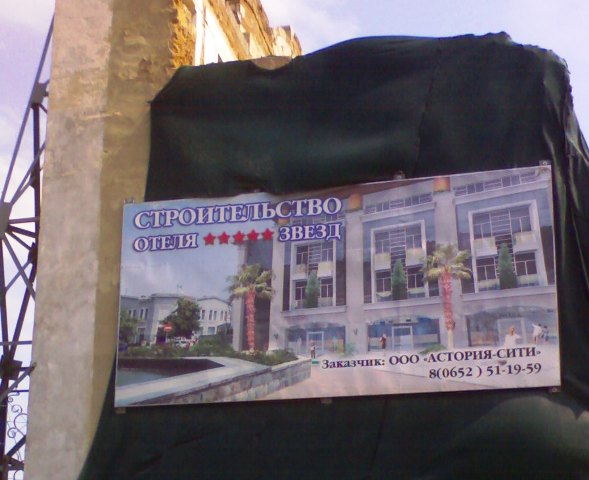 СТРОИТЕЛЬСТВО
ОТЕЛЯ ★★★★★ ЗВЕЗД
Заказчик: ООО "АСТОРИЯ-СИТИ"
8(0652 ) 51-19-59